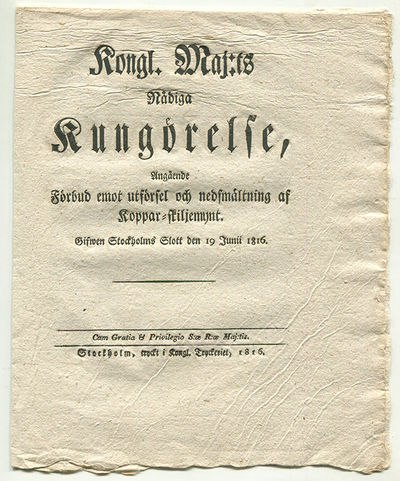 Kongl. Maj:ts
Nådiga
Kungörelse,
Angående
Förbud emot utförsel och nedsmältning af
Koppar-skiljemynt.
Gifwen Stockholms Slott den 19 Junii 1816.
Cum Gratia & Privilegio S:æ R:æ Maj:tis.
Stockholm, tryckt i Kongl. Tryckeriet, 1816.